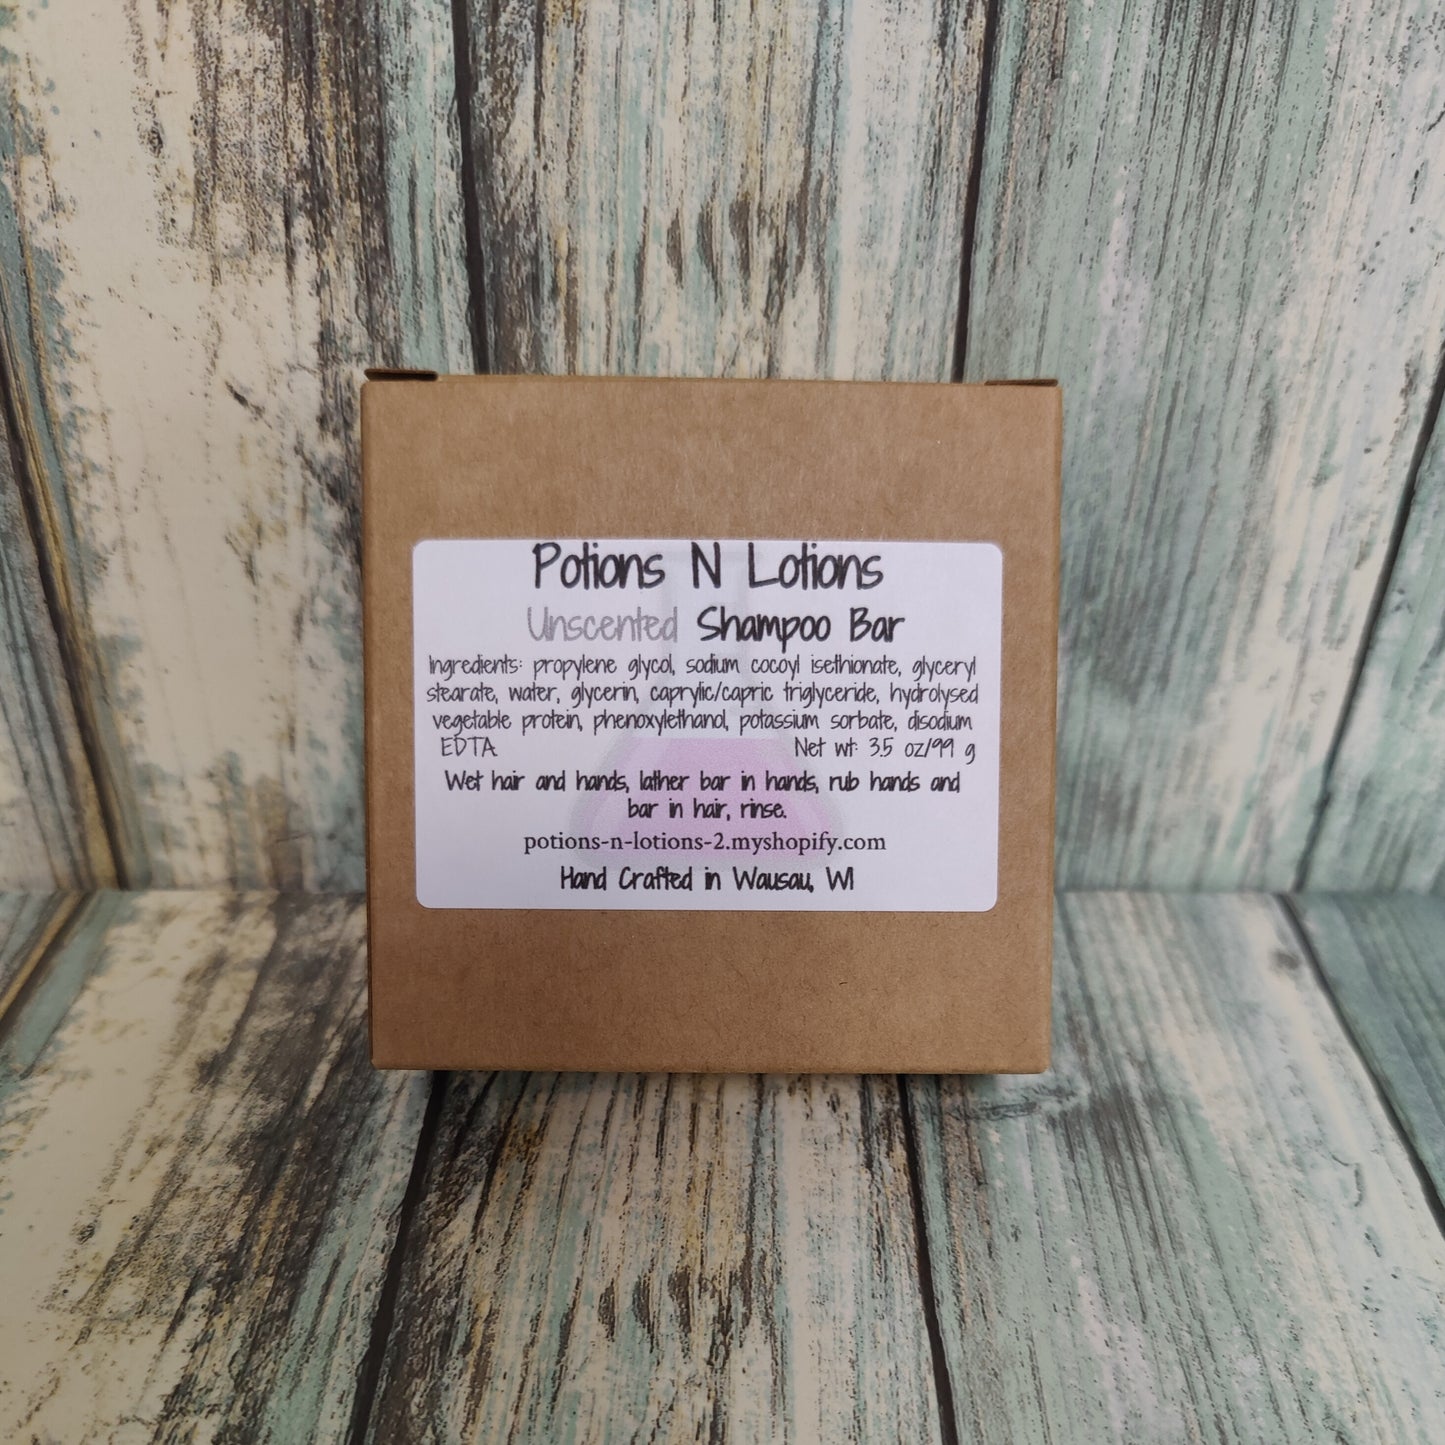 Potions N Lotions
Unscented Shampoo Bar
Ingredients: propylene glycol, sodium cocoyl isethionate, glyceryl
stearate, water, glycerin, caprylic/capric triglyceride, hydrolysed
vegetable protein, phenoxylethanol, potassium sorbate, disodium
EDTA Net wt: 3.5 oz/99 g
Wet hair and hands, lather bar in hands, rub hands and
bar in hair, rinse.
potions-n-lotions-2.myshopify.com
Hand Crafted in Wausau, WI